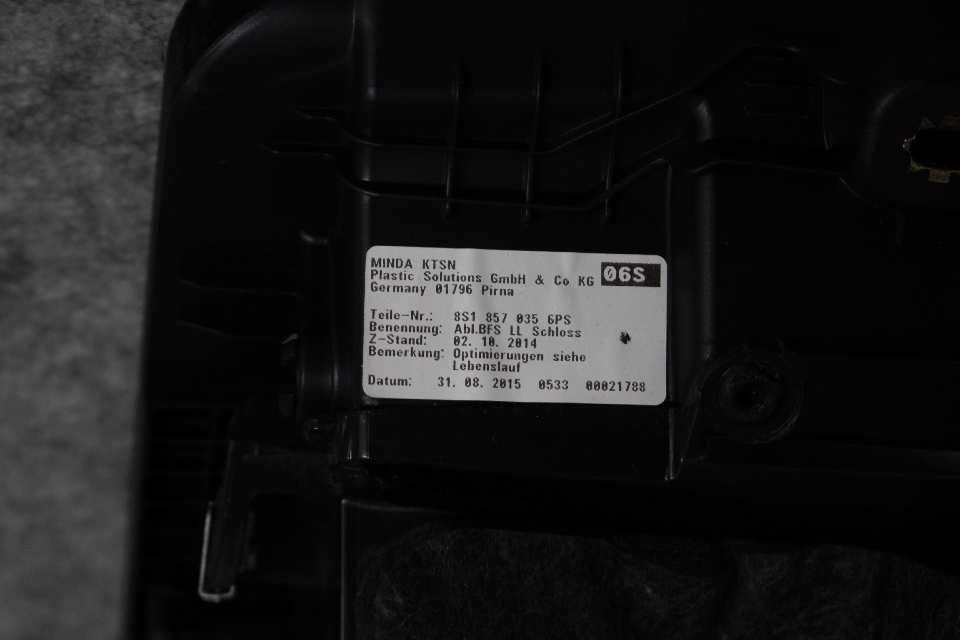 MINDA KTSN
Plastic Solutions GmbH & Co KG 06S
Germany 01796 Pirna
Teile-Nr.: 8S1 857 035 6PS
Benennung: Abl.BFS LL Schloss
Z-Stand: 02. 10. 2014
Bemerkung: Optimierungen siehe
Lebenslauf
Datum: 31. 08. 2015 0533 00021788